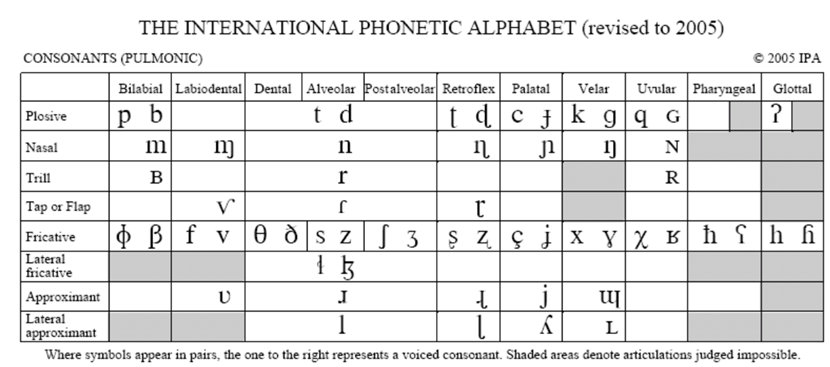 THE INTERNATIONAL PHONETIC ALPHABET (revised to 2005)
CONSONANTS (PULMONIC) © 2005 IPA
Bilabial Labiodental Dental Alveolar Postalveolar Retroflex Palatal Velar Uvular Pharyngeal Glottal
Plosive p b t d ʈ ɖ c ɟ k ɡ q ɢ ʔ
Nasal m ɱ n ɳ ɲ ŋ ɴ
Trill ʙ r ʀ
Tap or Flap ⱱ ɾ ɽ
Fricative ɸ β f v θ ð s z ʃ ʒ ʂ ʐ ç ʝ x ɣ χ ʁ ħ ʕ h ɦ
Lateral
fricative ɬ ɮ
Approximant ʋ ɹ ɻ j ɰ
Lateral
approximant l ɭ ʎ ʟ
Where symbols appear in pairs, the one to the right represents a voiced consonant. Shaded areas denote articulations judged impossible.